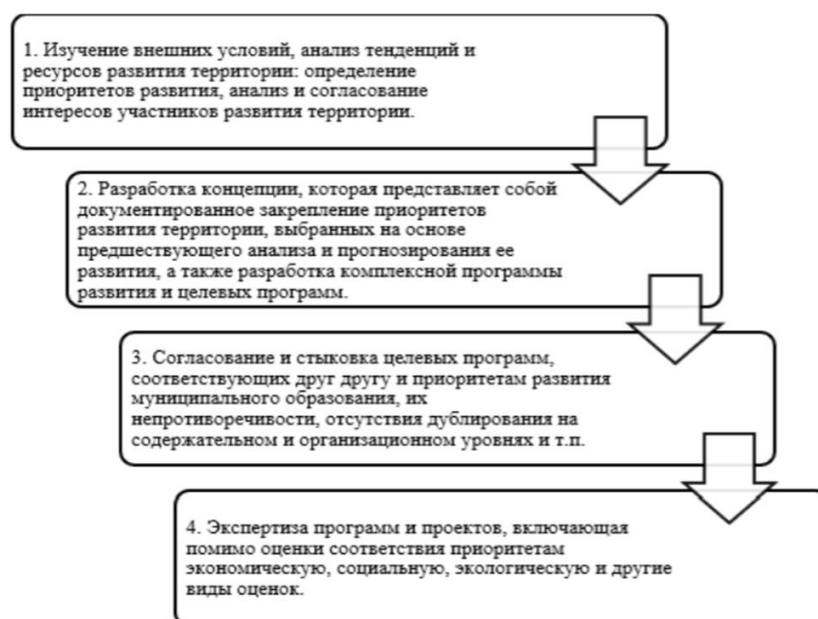 1. Изучение внешних условий, анализ тенденций и
ресурсов развития территории: определение
приоритетов развития, анализ и согласование
интересов участников развития территории.
2. Разработка концепции, которая представляет собой
документированное закрепление приоритетов
развития территории, выбранных на основе
предшествующего анализа и прогнозирования ее
развития, а также разработка комплексной программы
развития и целевых программ.
3. Согласование и стыковка целевых программ,
соответствующих друг другу и приоритетам развития
муниципального образования, их
непротиворечивости, отсутствия дублирования на
содержательном и организационном уровнях и т.п.
4. Экспертиза программ и проектов, включающая
помимо оценки соответствия приоритетам
экономическую, социальную, экологическую и другие
виды оценок.